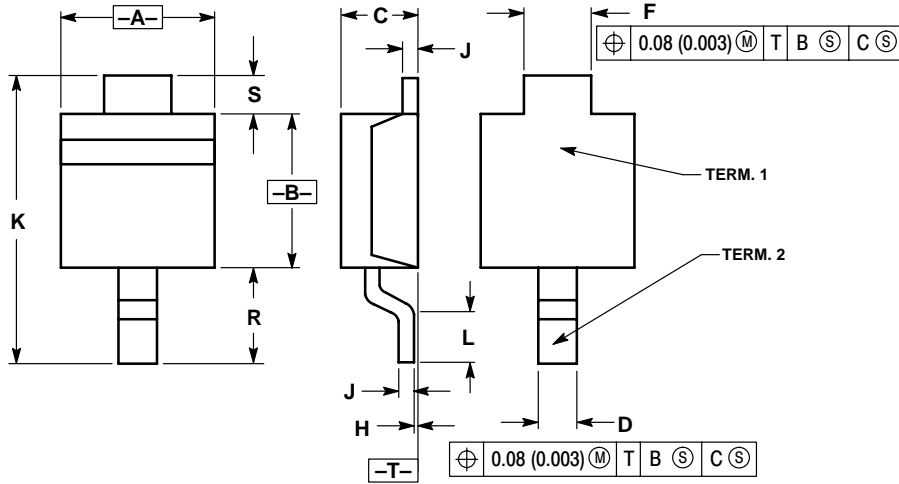 –A–
C
F
⌖ 0.08 (0.003) Ⓜ T B Ⓢ C Ⓢ
J
S
–B–
K
TERM. 1
TERM. 2
R
L
J
H
D
–T–
⌖ 0.08 (0.003) Ⓜ T B Ⓢ C Ⓢ